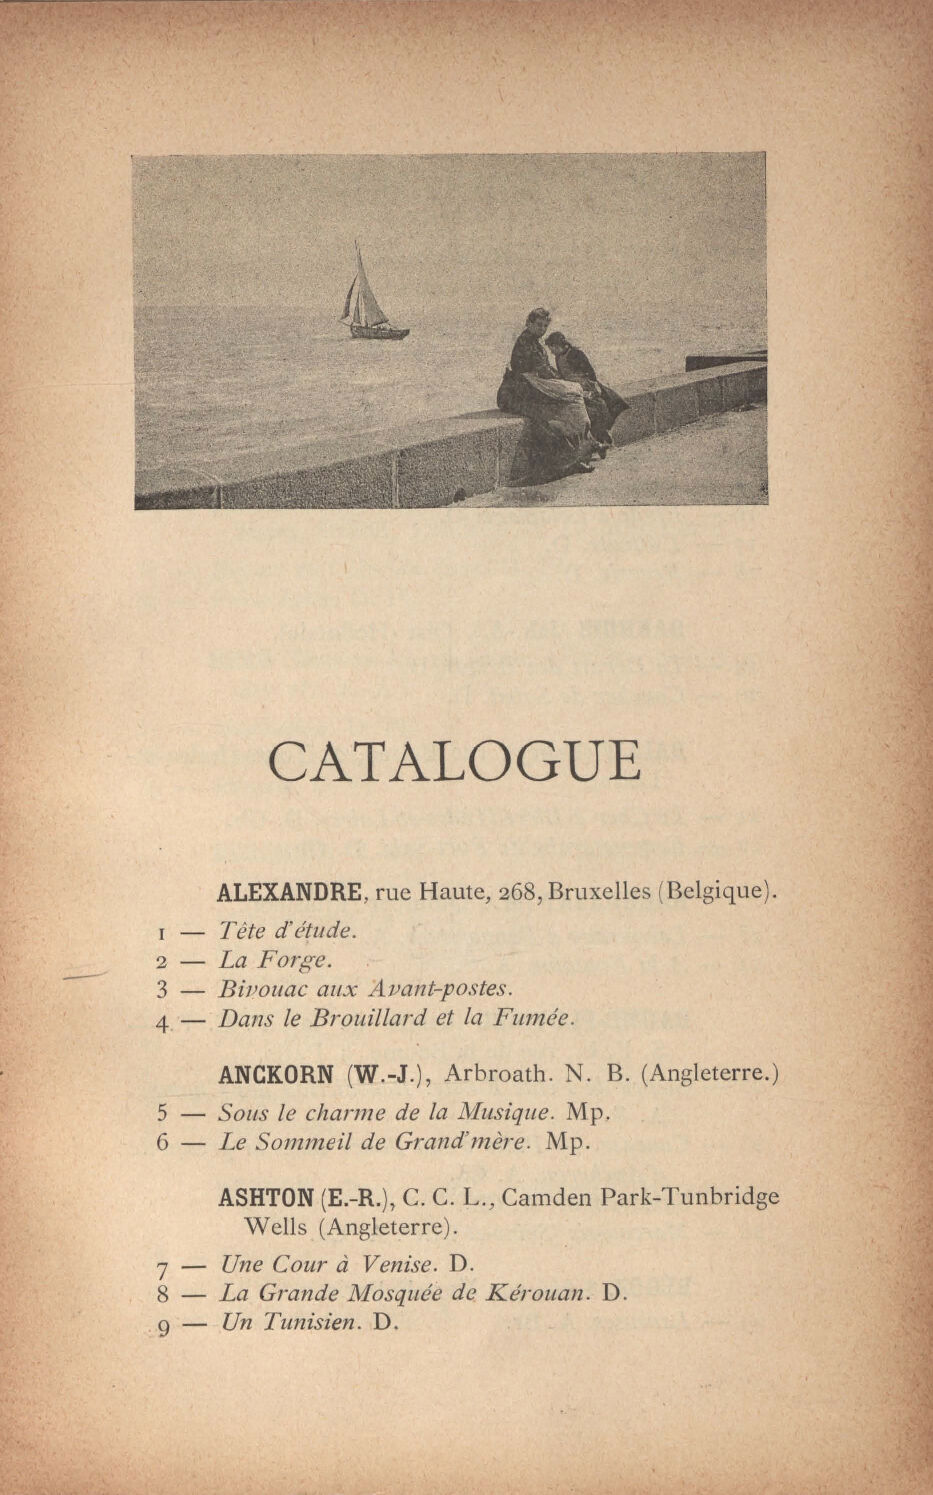 CATALOGUE
ALEXANDRE, rue Haute, 268, Bruxelles (Belgique).
1 — Tête d'étude.
2 — La Forge.
3 — Bivouac aux Avant-postes.
4 — Dans le Brouillard et la Fumée.
ANCKORN (W.-J.), Arbroath. N. B. (Angleterre.)
5 — Sous le charme de la Musique. Mp.
6 — Le Sommeil de Grand'mère. Mp.
ASHTON (E.-R.), C. C. L., Camden Park-Tunbridge
Wells (Angleterre).
7 — Une Cour à Venise. D.
8 — La Grande Mosquée de Kérouan. D.
9 — Un Tunisien. D.